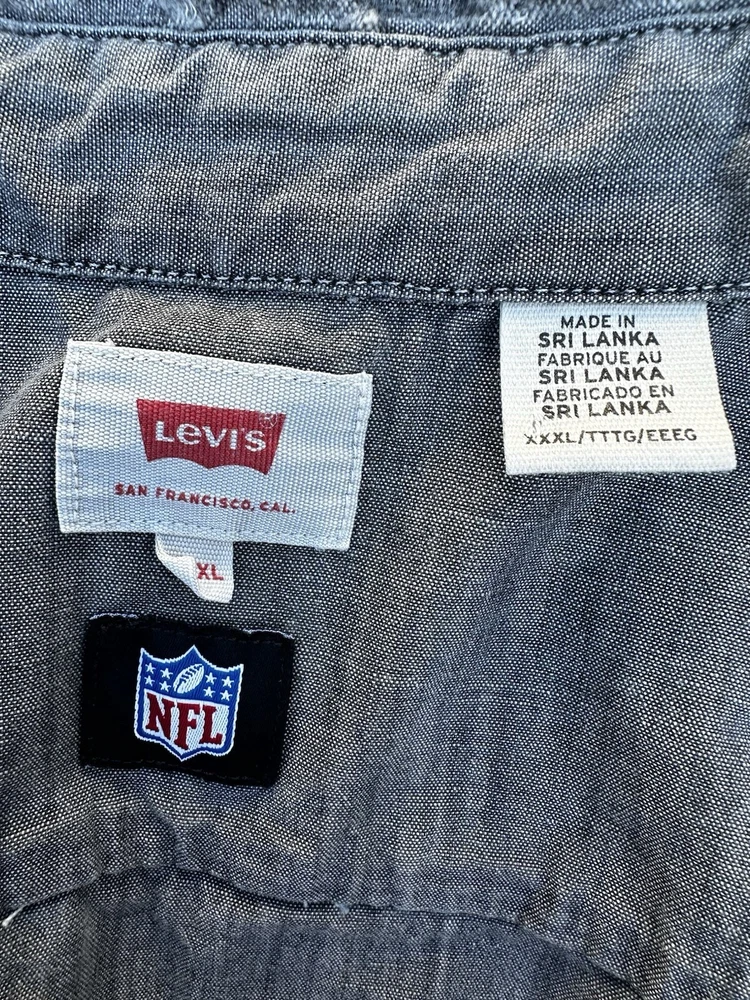 LEVI'S®
SAN FRANCISCO, CAL.
XL
NFL
MADE IN
SRI LANKA
FABRIQUE AU
SRI LANKA
FABRICADO EN
SRI LANKA
XXXL/TTTG/EEEG